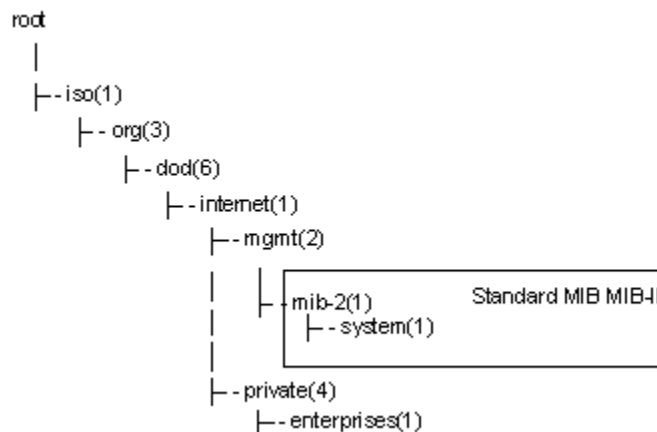 root
iso(1)
org(3)
dod(6)
internet(1)
mgmt(2)
mib-2(1) Standard MIB MIB-II
system(1)
private(4)
enterprises(1)